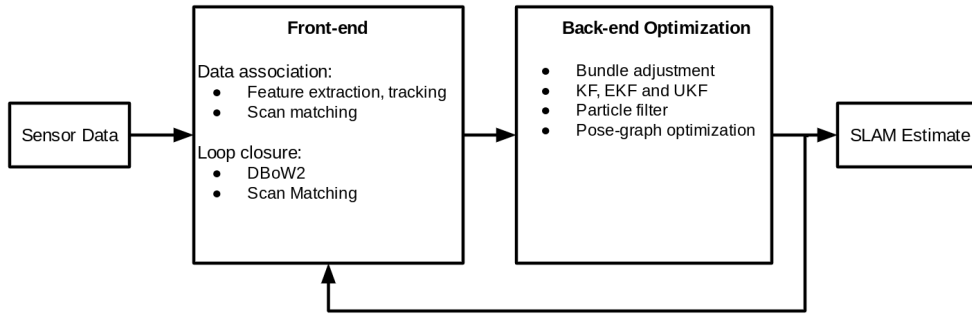 Sensor Data
Front-end
Data association:
● Feature extraction, tracking
● Scan matching
Loop closure:
● DBoW2
● Scan Matching
Back-end Optimization
● Bundle adjustment
● KF, EKF and UKF
● Particle filter
● Pose-graph optimization
SLAM Estimate